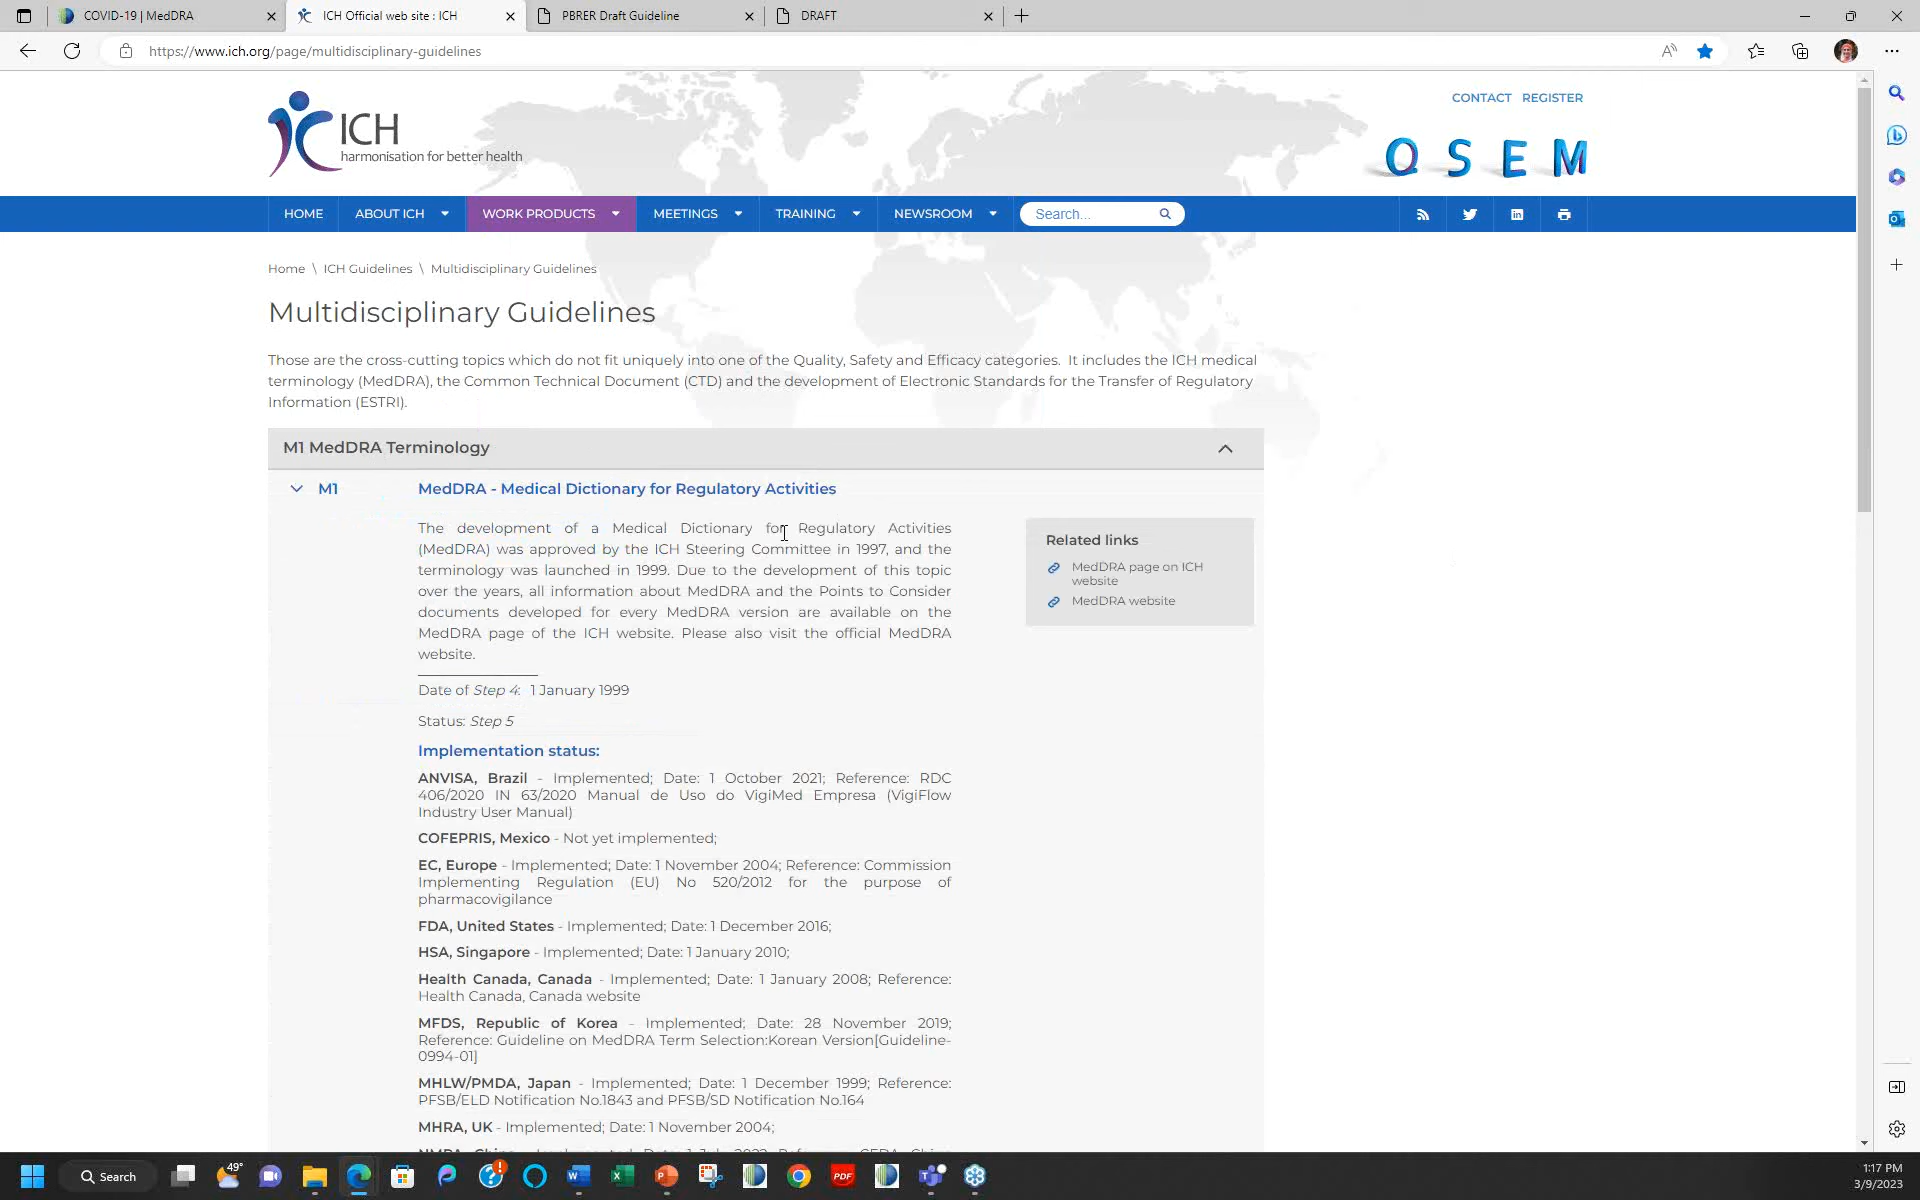 COVID-19 | MedDRA
ICH Official web site : ICH
PBRER Draft Guideline
DRAFT
https://www.ich.org/page/multidisciplinary-guidelines
CONTACT REGISTER
ICH
harmonisation for better health
Q S E M
HOME ABOUT ICH WORK PRODUCTS MEETINGS TRAINING NEWSROOM Search...
Home \ ICH Guidelines \ Multidisciplinary Guidelines
Multidisciplinary Guidelines
Those are the cross-cutting topics which do not fit uniquely into one of the Quality, Safety and Efficacy categories. It includes the ICH medical
terminology (MedDRA), the Common Technical Document (CTD) and the development of Electronic Standards for the Transfer of Regulatory
Information (ESTRI).
M1 MedDRA Terminology
M1 MedDRA - Medical Dictionary for Regulatory Activities
The development of a Medical Dictionary for Regulatory Activities
(MedDRA) was approved by the ICH Steering Committee in 1997, and the
terminology was launched in 1999. Due to the development of this topic
over the years, all information about MedDRA and the Points to Consider
documents developed for every MedDRA version are available on the
MedDRA page of the ICH website. Please also visit the official MedDRA
website.
Related links
MedDRA page on ICH
website
MedDRA website
Date of Step 4: 1 January 1999
Status: Step 5
Implementation status:
ANVISA, Brazil - Implemented; Date: 1 October 2021; Reference: RDC
406/2020 IN 63/2020 Manual de Uso do VigiMed Empresa (VigiFlow
Industry User Manual)
COFEPRIS, Mexico - Not yet implemented;
EC, Europe - Implemented; Date: 1 November 2004; Reference: Commission
Implementing Regulation (EU) No 520/2012 for the purpose of
pharmacovigilance
FDA, United States - Implemented; Date: 1 December 2016;
HSA, Singapore - Implemented; Date: 1 January 2010;
Health Canada, Canada - Implemented; Date: 1 January 2008; Reference:
Health Canada, Canada website
MFDS, Republic of Korea - Implemented; Date: 28 November 2019;
Reference: Guideline on MedDRA Term Selection:Korean Version[Guideline-
0994-01]
MHLW/PMDA, Japan - Implemented; Date: 1 December 1999; Reference:
PFSB/ELD Notification No.1843 and PFSB/SD Notification No.164
MHRA, UK - Implemented; Date: 1 November 2004;
Search
49°
PDF
1:17 PM
3/9/2023